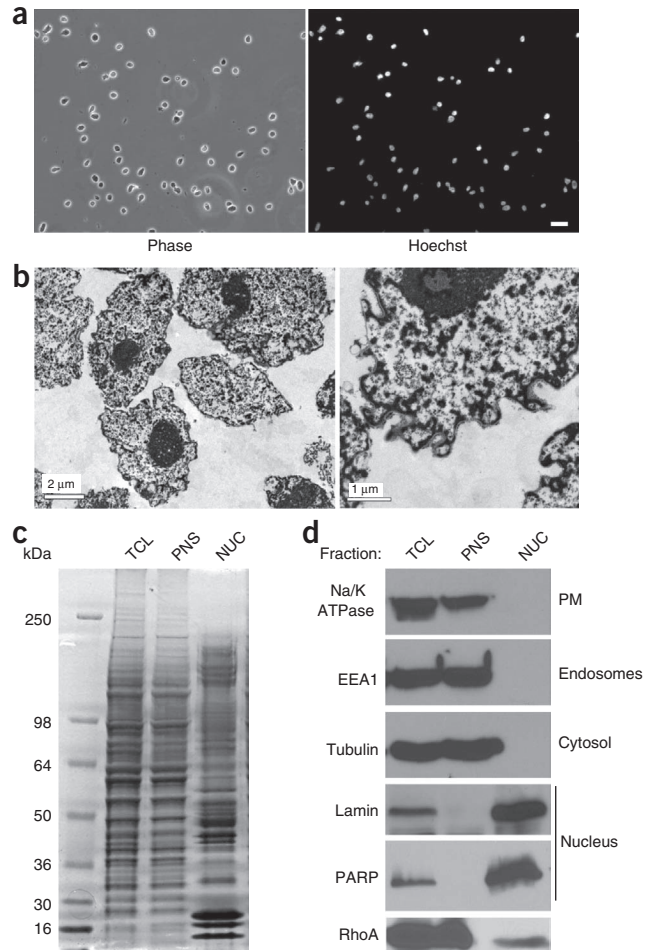 a
Phase
Hoechst
b
2 μm
1 μm
c
kDa
TCL
PNS
NUC
250
98
64
50
36
30
16
d
Fraction:
TCL
PNS
NUC
Na/K
ATPase
PM
EEA1
Endosomes
Tubulin
Cytosol
Lamin
Nucleus
PARP
RhoA